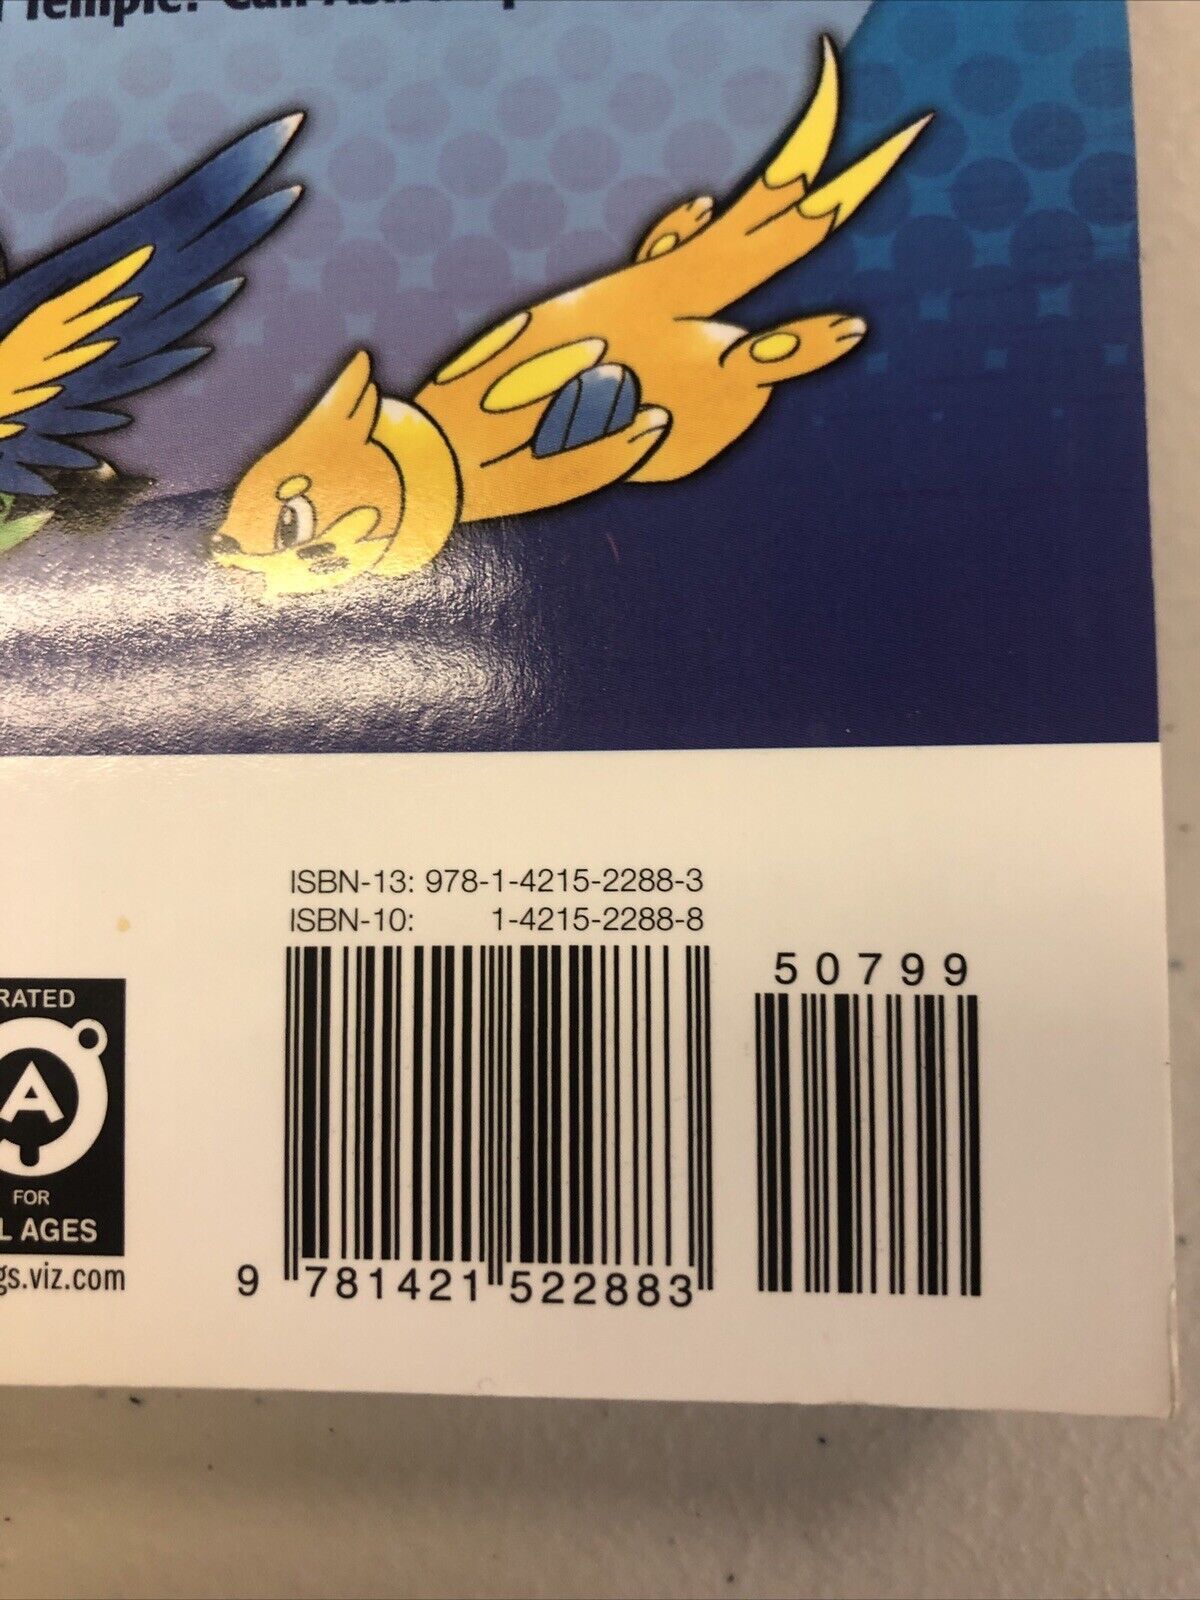 Temple?
ISBN-13: 978-1-4215-2288-3
ISBN-10: 1-4215-2288-8
50799
RATED
A
FOR
L AGES
gs.viz.com
9 781421 522883